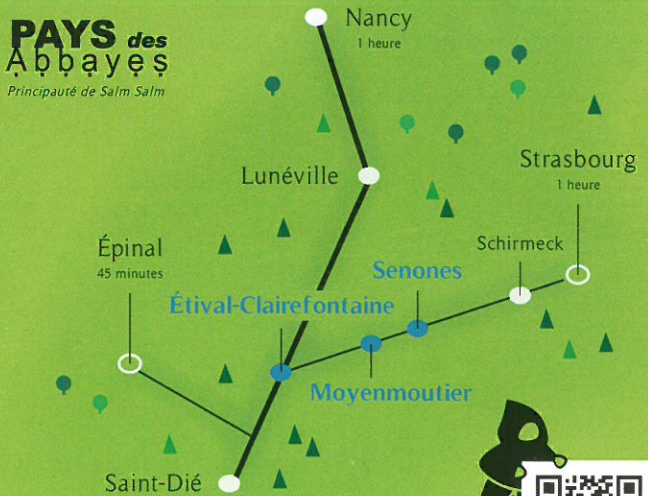 PAYS des
Abbayes
Principauté de Salm Salm
Nancy
1 heure
Lunéville
Strasbourg
1 heure
Schirmeck
Épinal
45 minutes
Senones
Étival-Clairefontaine
Moyenmoutier
Saint-Dié